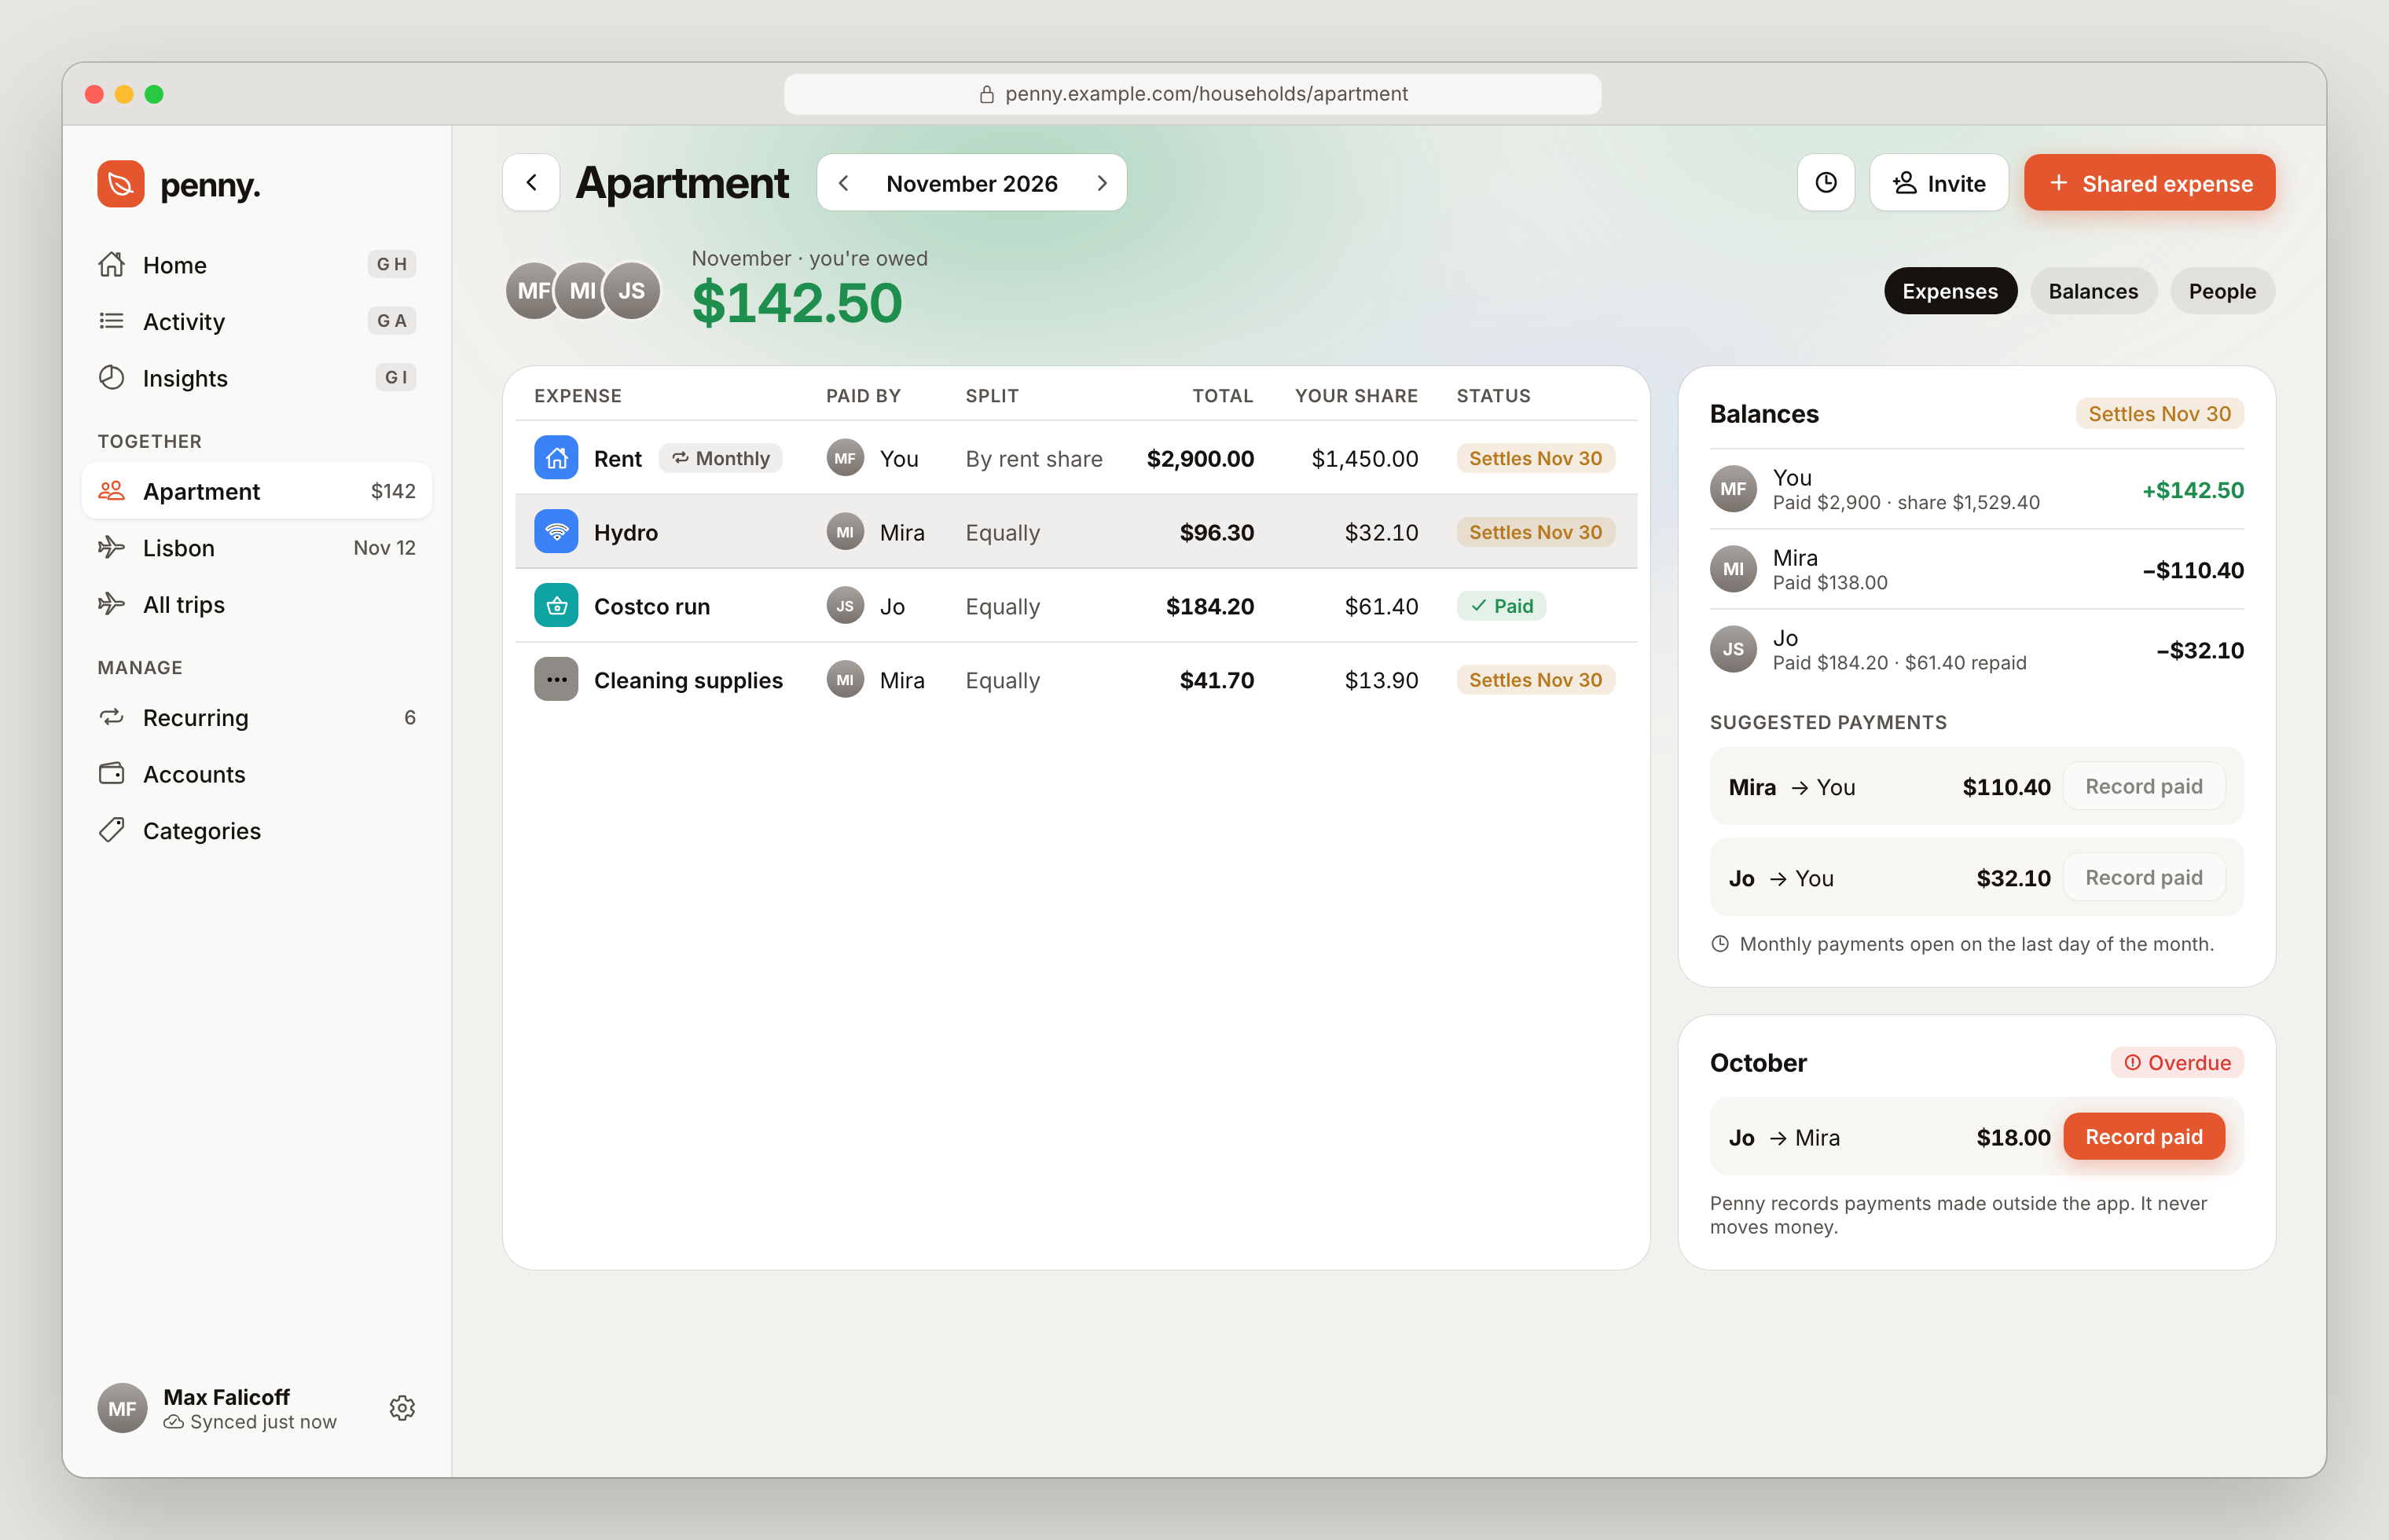 penny.example.com/households/apartment
penny.
Home G H
Activity G A
Insights G I
TOGETHER
Apartment $142
Lisbon Nov 12
All trips
MANAGE
Recurring 6
Accounts
Categories
MF Max Falicoff
Synced just now
Apartment
November 2026
Invite
+ Shared expense
MF MI JS
November · you're owed
$142.50
Expenses Balances People
EXPENSE PAID BY SPLIT TOTAL YOUR SHARE STATUS
Rent Monthly MF You By rent share $2,900.00 $1,450.00 Settles Nov 30
Hydro MI Mira Equally $96.30 $32.10 Settles Nov 30
Costco run JS Jo Equally $184.20 $61.40 Paid
Cleaning supplies MI Mira Equally $41.70 $13.90 Settles Nov 30
Balances Settles Nov 30
MF You +$142.50
Paid $2,900 · share $1,529.40
MI Mira −$110.40
Paid $138.00
JS Jo −$32.10
Paid $184.20 · $61.40 repaid
SUGGESTED PAYMENTS
Mira → You $110.40 Record paid
Jo → You $32.10 Record paid
Monthly payments open on the last day of the month.
October Overdue
Jo → Mira $18.00 Record paid
Penny records payments made outside the app. It never
moves money.